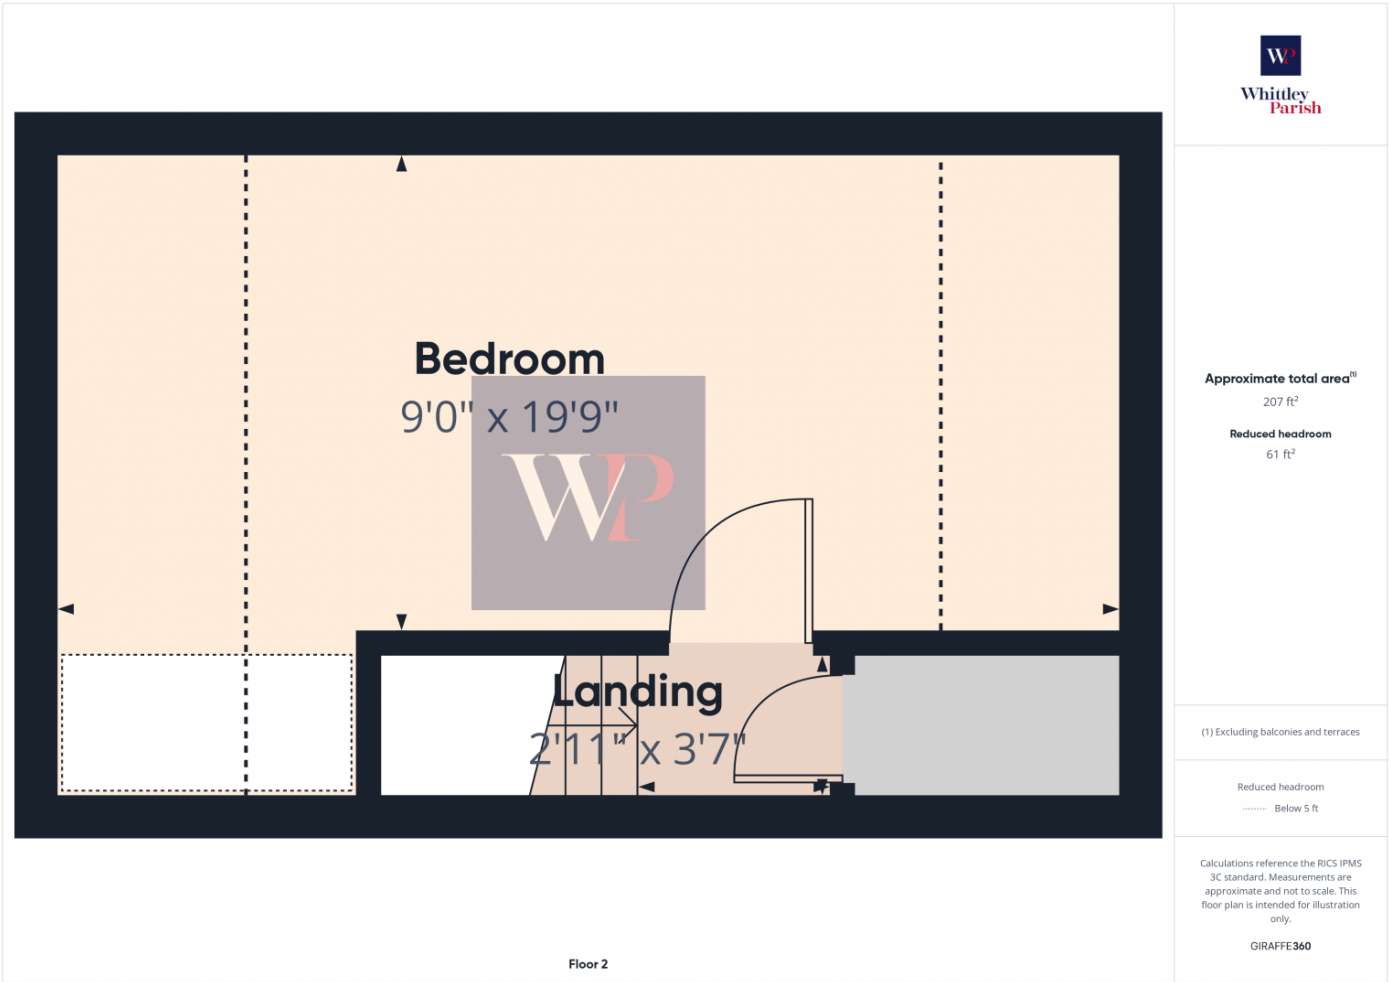 Bedroom
9'0" x 19'9"
WP
Landing
2'11" x 3'7"
Floor 2
WP
Whittley
Parish
Approximate total area(1)
207 ft²
Reduced headroom
61 ft²
(1) Excluding balconies and terraces
Reduced headroom
Below 5 ft
Calculations reference the RICS IPMS
3C standard. Measurements are
approximate and not to scale. This
floor plan is intended for illustration
only.
GIRAFFE360